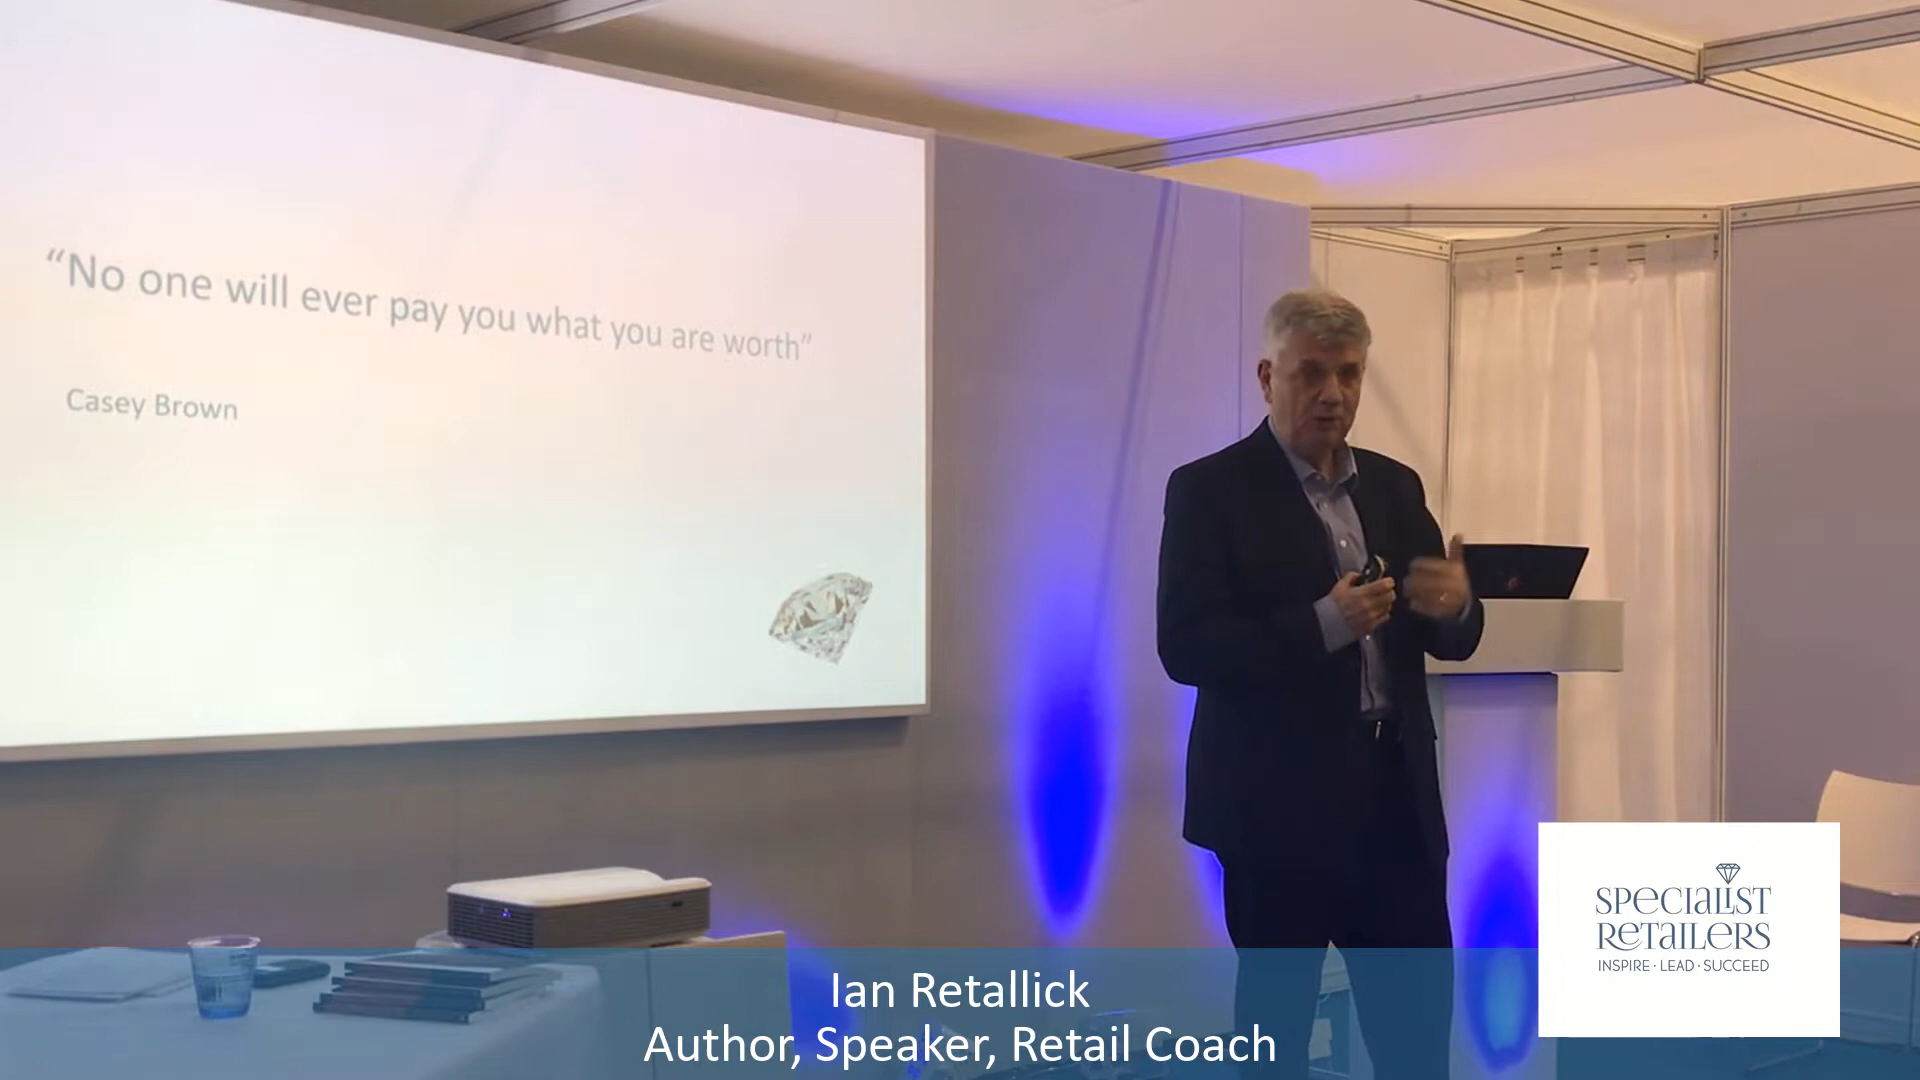 “No one will ever pay you what you are worth”
Casey Brown
SPECIALIST
RETAILERS
INSPIRE · LEAD · SUCCEED
Ian Retallick
Author, Speaker, Retail Coach